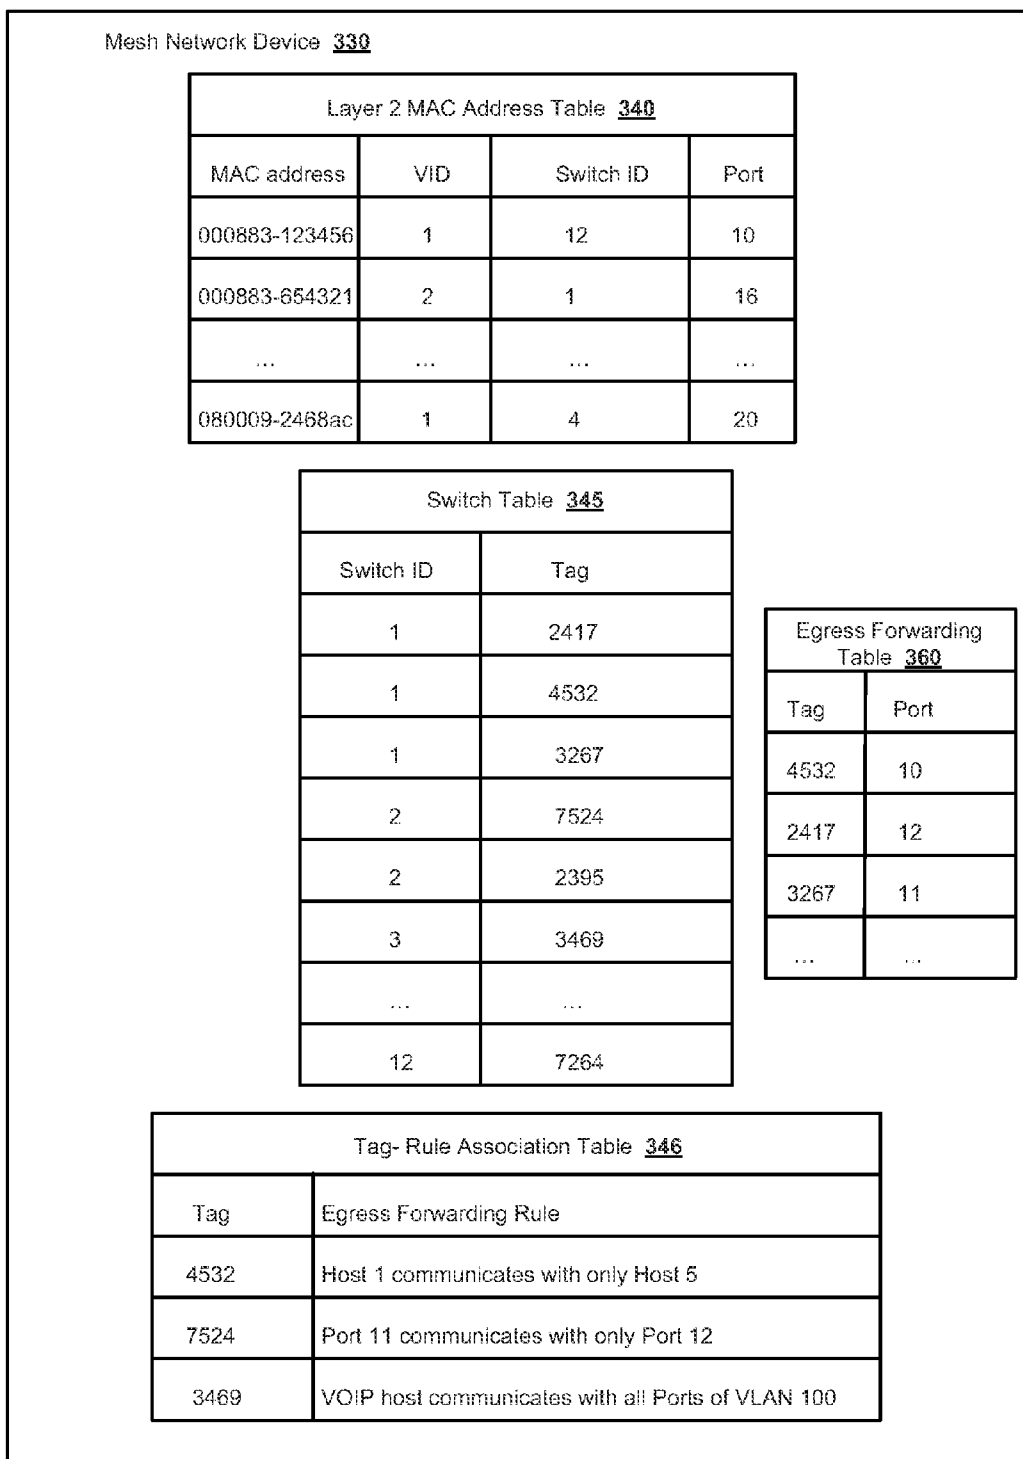 Mesh Network Device 330
Layer 2 MAC Address Table 340
MAC address VID Switch ID Port
000883-123456 1 12 10
000883-654321 2 1 16
... ... ... ...
080009-2468ac 1 4 20
Switch Table 345
Switch ID Tag
1 2417
1 4532
1 3267
2 7524
2 2395
3 3469
... ...
12 7264
Egress Forwarding
Table 360
Tag Port
4532 10
2417 12
3267 11
... ...
Tag- Rule Association Table 346
Tag Egress Forwarding Rule
4532 Host 1 communicates with only Host 5
7524 Port 11 communicates with only Port 12
3469 VOIP host communicates with all Ports of VLAN 100